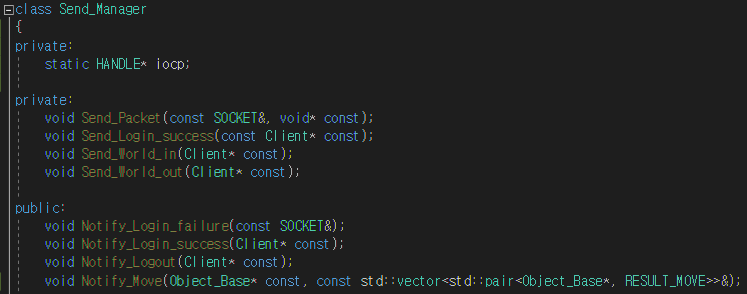 class Send_Manager
{
private:
static HANDLE* iocp;
private:
void Send_Packet(const SOCKET&, void* const);
void Send_Login_success(const Client* const);
void Send_World_in(Client* const);
void Send_World_out(Client* const);
public:
void Notify_Login_failure(const SOCKET&);
void Notify_Login_success(Client* const);
void Notify_Logout(Client* const);
void Notify_Move(Object_Base* const, const std::vector<std::pair<Object_Base*, RESULT_MOVE>>&);